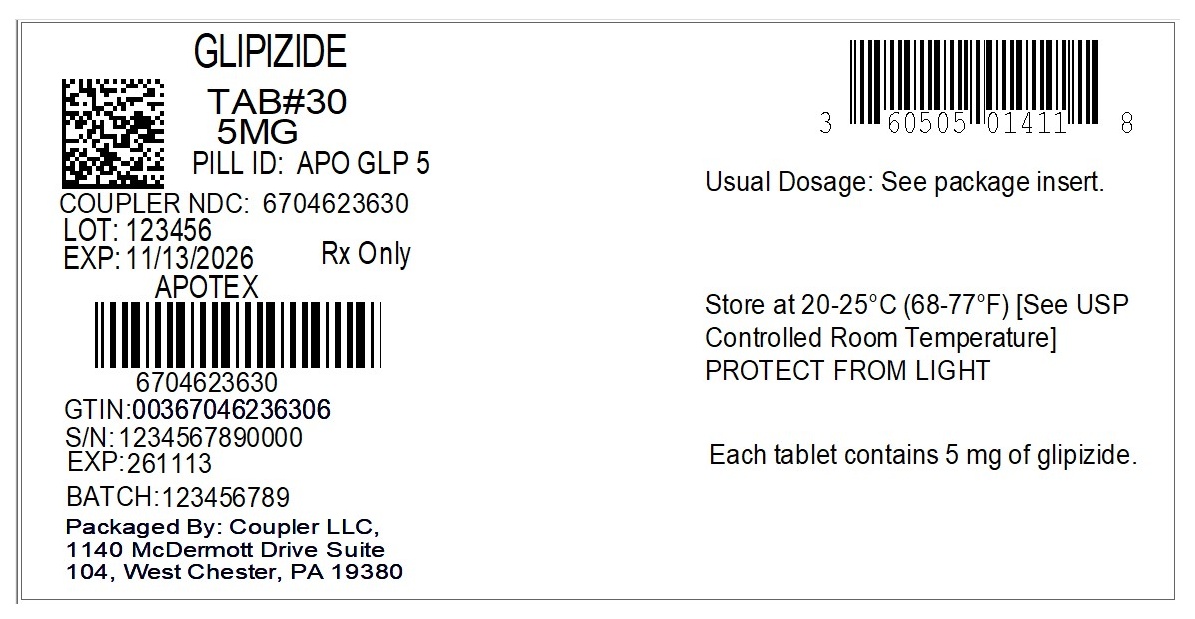 GLIPIZIDE
TAB#30
5MG
PILL ID: APO GLP 5
COUPLER NDC: 6704623630
LOT: 123456
EXP: 11/13/2026 Rx Only
APOTEX
6704623630
GTIN:00367046236306
S/N:1234567890000
EXP:261113
BATCH:123456789
Packaged By: Coupler LLC,
1140 McDermott Drive Suite
104, West Chester, PA 19380
3 60505 01411 8
Usual Dosage: See package insert.
Store at 20-25°C (68-77°F) [See USP
Controlled Room Temperature]
PROTECT FROM LIGHT
Each tablet contains 5 mg of glipizide.